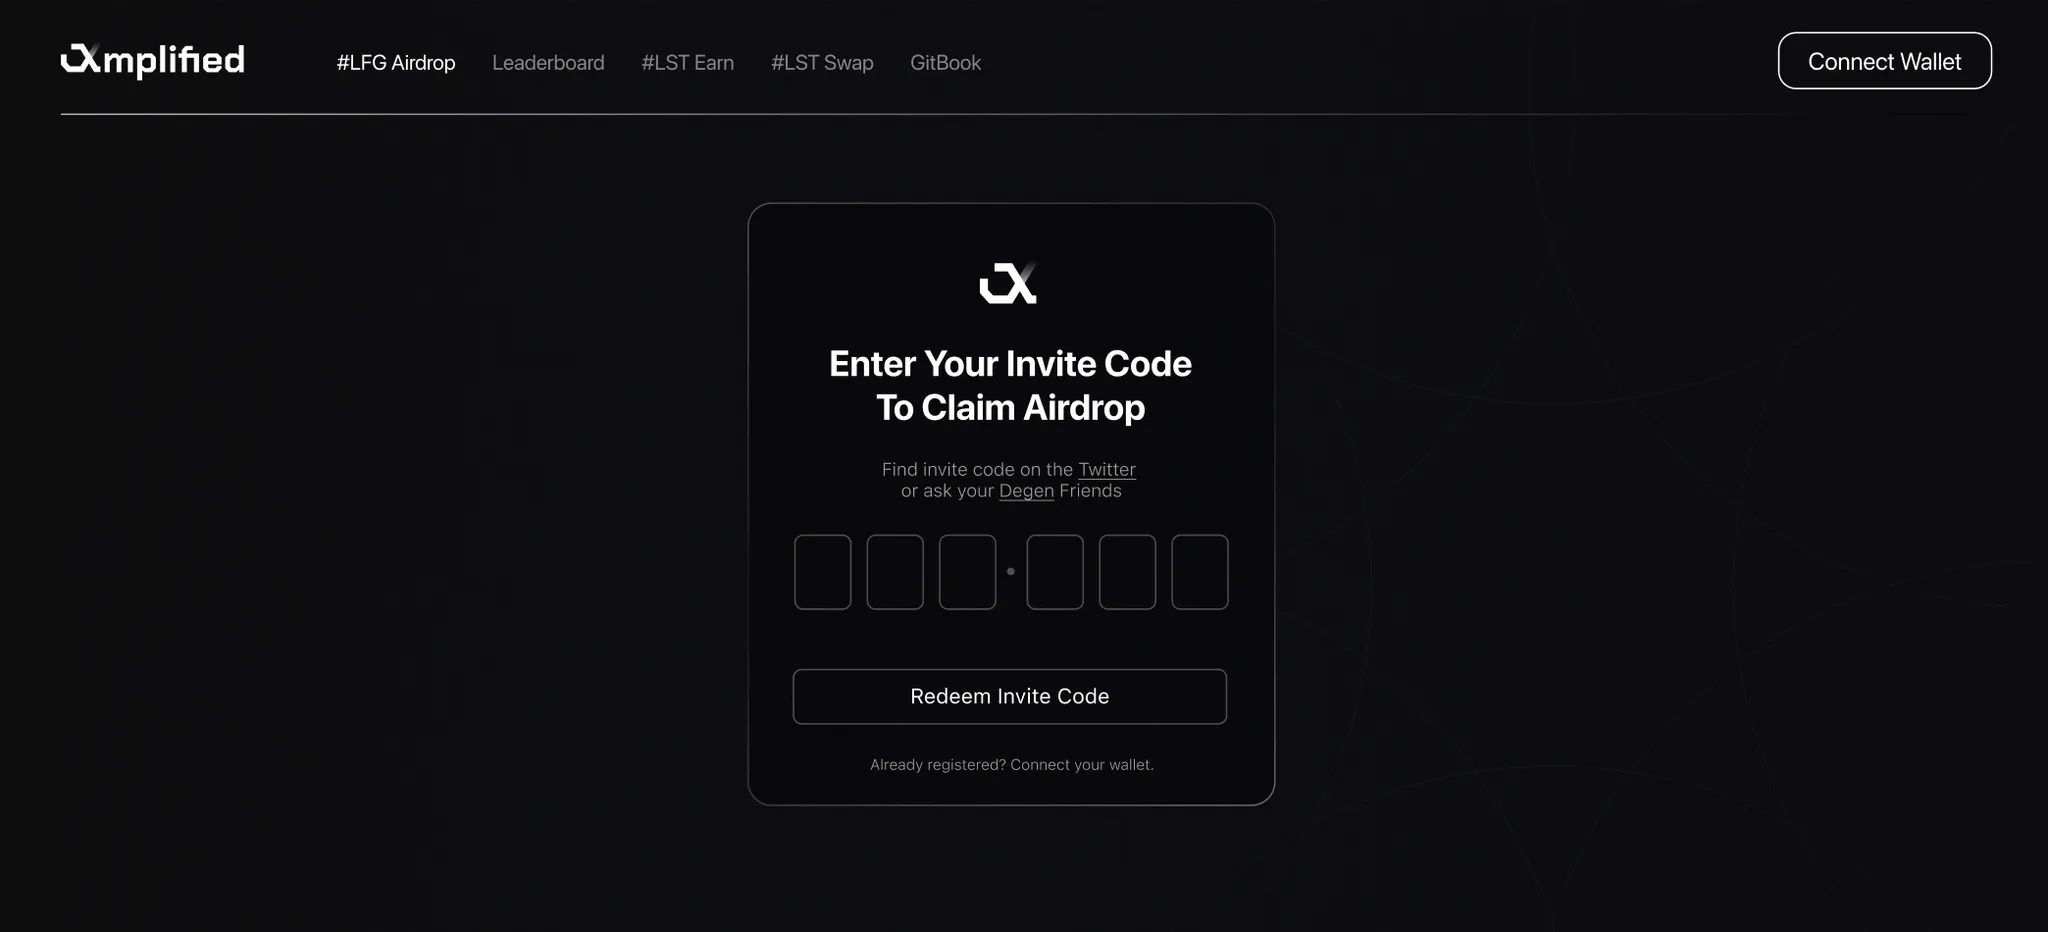 Amplified
#LFG Airdrop
Leaderboard
#LST Earn
#LST Swap
GitBook
Connect Wallet
Enter Your Invite Code
To Claim Airdrop
Find invite code on the Twitter
or ask your Degen Friends
Redeem Invite Code
Already registered? Connect your wallet.